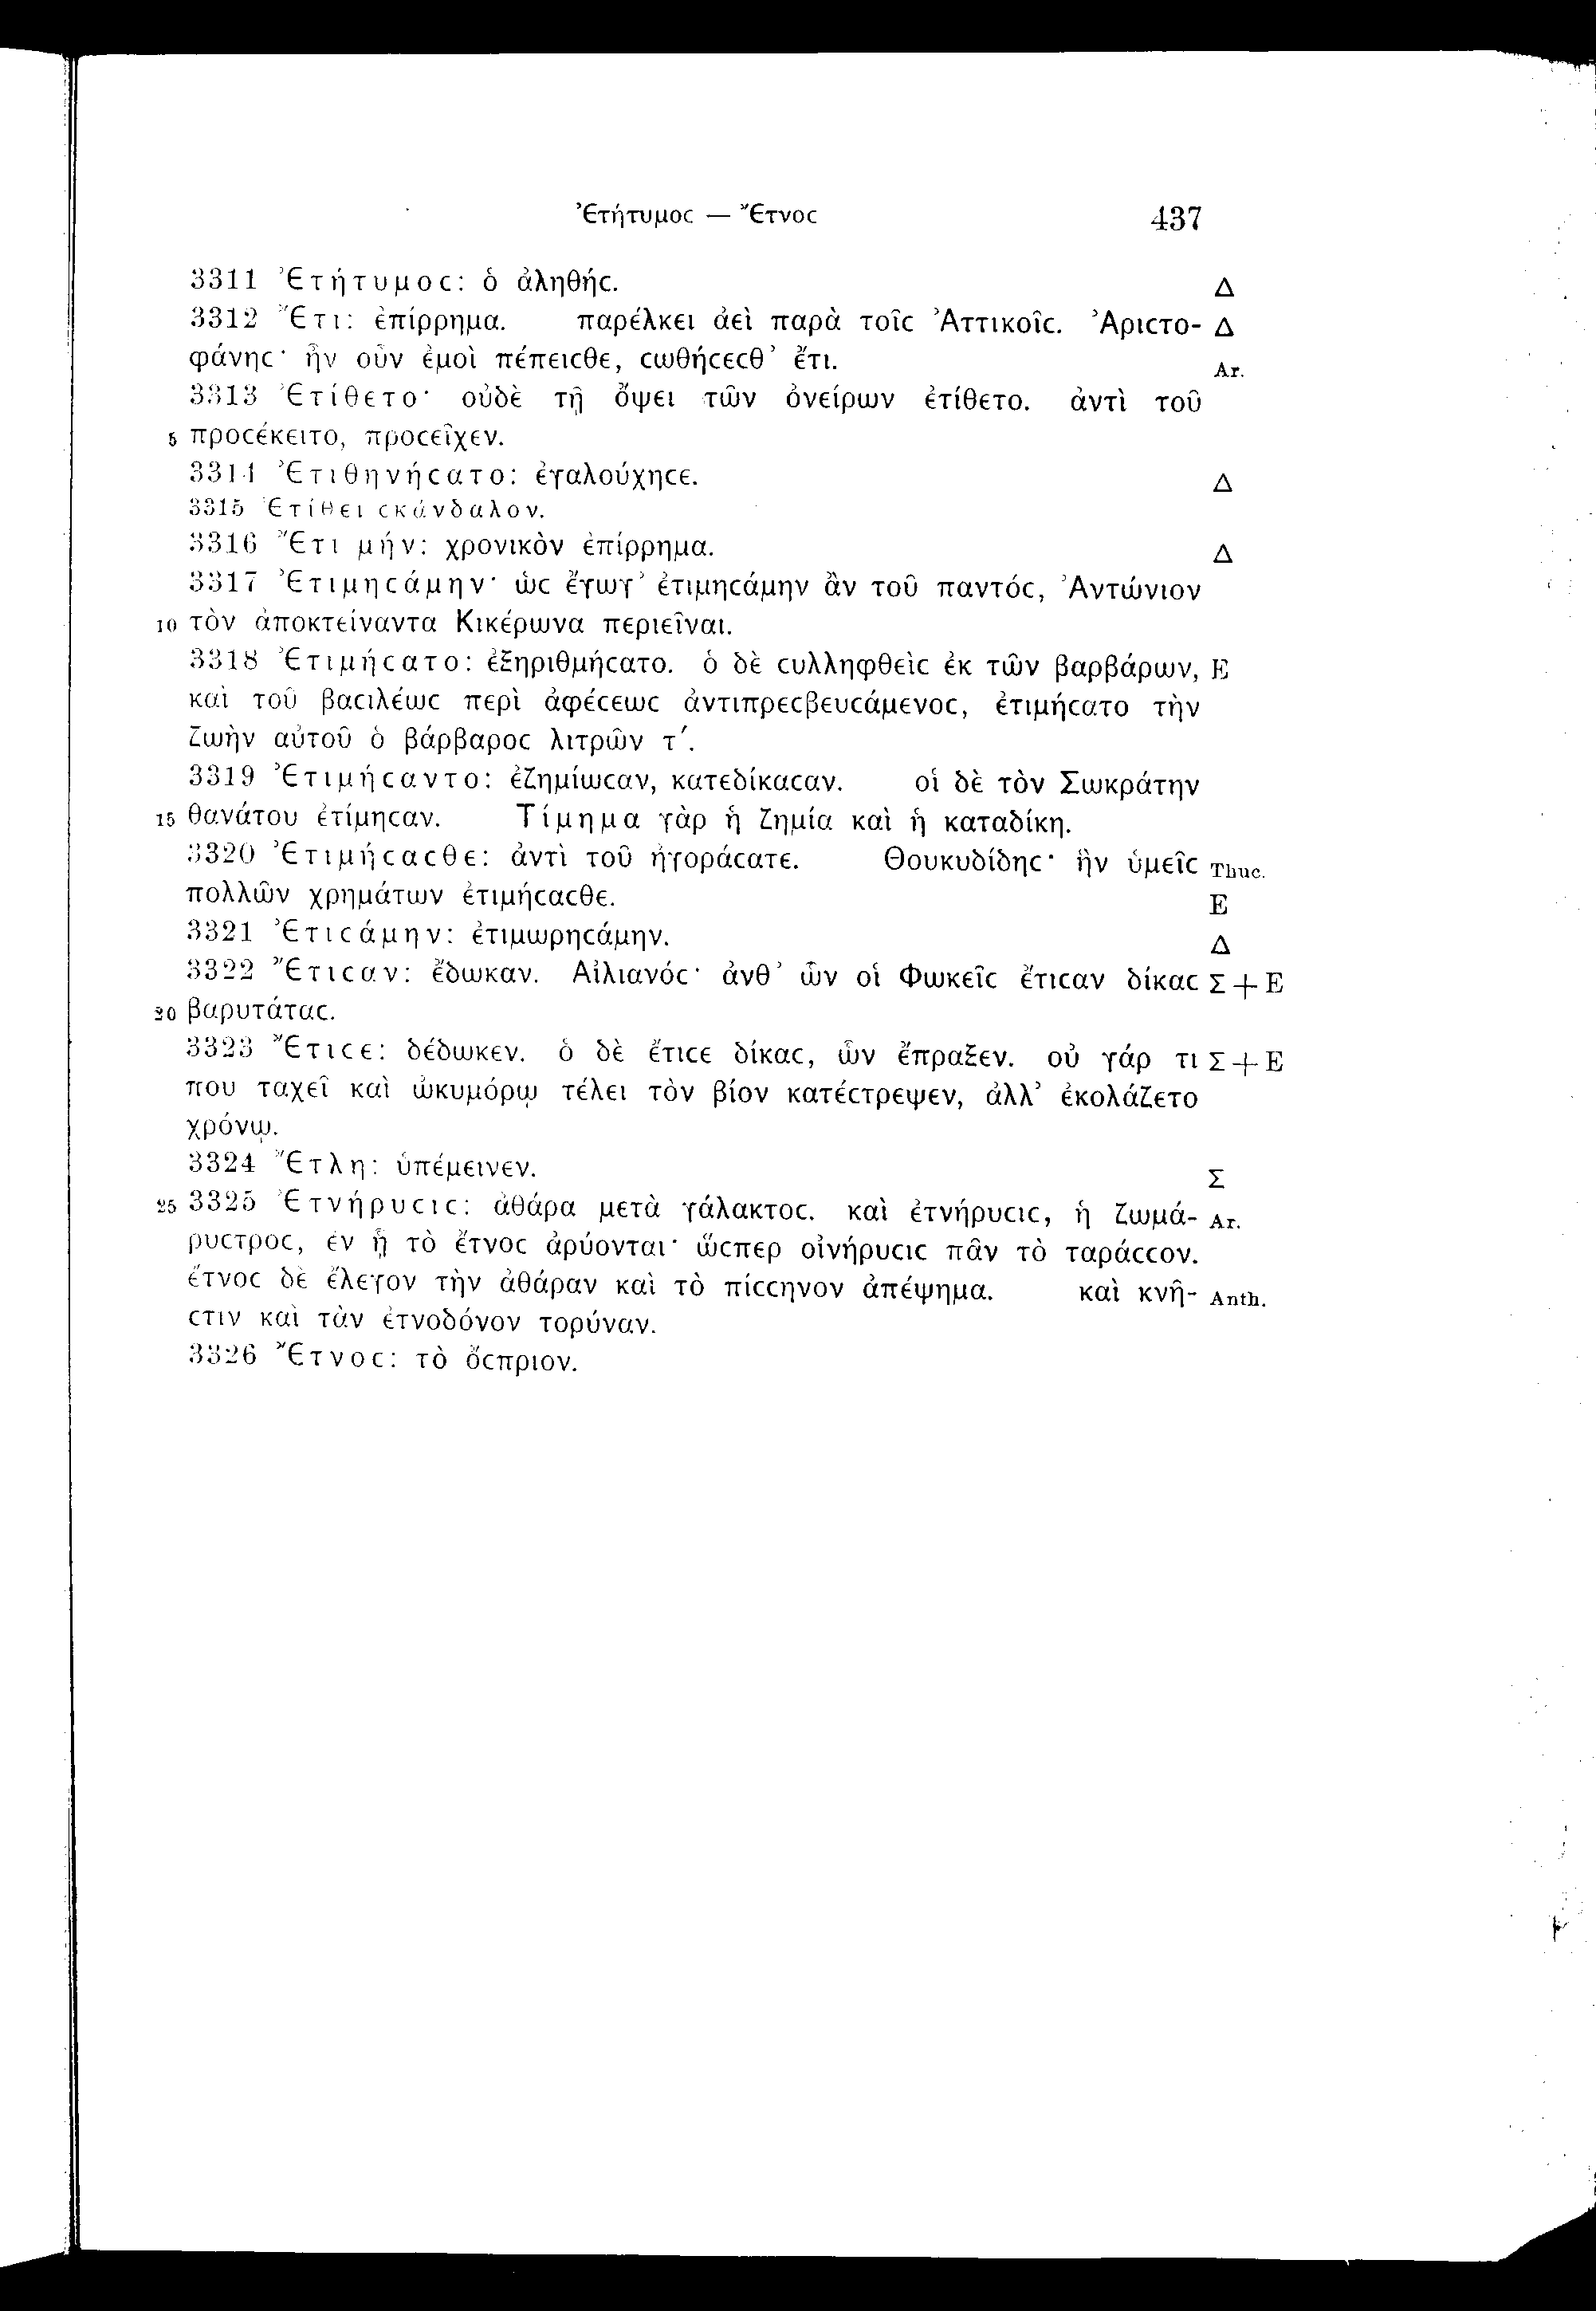 Ἐτήτυμοϲ — Ἔτνοϲ 437
3311 Ἐτήτυμοϲ: ὁ ἀληθήϲ. Δ
3312 Ἔτι: ἐπίρρημα. παρέλκει ἀεὶ παρὰ τοῖϲ Ἀττικοῖϲ. Ἀριϲτο- Δ
φάνηϲ· ἢν οὖν ἐμοὶ πέπειϲθε, ϲωθήϲεϲθ' ἔτι. Ar.
3313 Ἐτίθετο· οὐδὲ τῇ ὄψει τῶν ὀνείρων ἐτίθετο. ἀντὶ τοῦ
5 προϲέκειτο, προϲεῖχεν.
3314 Ἐτιθηνήϲατο: ἐγαλούχηϲε. Δ
3315 Ἐτίθει ϲκάνδαλον.
3316 Ἔτι μήν: χρονικὸν ἐπίρρημα. Δ
3317 Ἐτιμηϲάμην· ὡϲ ἔγωγ' ἐτιμηϲάμην ἂν τοῦ παντόϲ, Ἀντώνιον
10 τὸν ἀποκτείναντα Κικέρωνα περιεῖναι.
3318 Ἐτιμήϲατο: ἐξηριθμήϲατο. ὁ δὲ ϲυλληφθεὶϲ ἐκ τῶν βαρβάρων, E
καὶ τοῦ βαϲιλέωϲ περὶ ἀφέϲεωϲ ἀντιπρεϲβευϲάμενοϲ, ἐτιμήϲατο τὴν
ζωὴν αὐτοῦ ὁ βάρβαροϲ λιτρῶν τʹ.
3319 Ἐτιμήϲαντο: ἐζημίωϲαν, κατεδίκαϲαν. οἱ δὲ τὸν Σωκράτην
15 θανάτου ἐτίμηϲαν. Τίμημα γὰρ ἡ ζημία καὶ ἡ καταδίκη.
3320 Ἐτιμήϲαϲθε: ἀντὶ τοῦ ἠγοράϲατε. Θουκυδίδηϲ· ἣν ὑμεῖϲ Thuc.
πολλῶν χρημάτων ἐτιμήϲαϲθε. E
3321 Ἐτιϲάμην: ἐτιμωρηϲάμην. Δ
3322 Ἔτιϲαν: ἔδωκαν. Αἰλιανόϲ· ἀνθ' ὧν οἱ Φωκεῖϲ ἔτιϲαν δίκαϲ Σ+E
20 βαρυτάταϲ.
3323 Ἔτιϲε: δέδωκεν. ὁ δὲ ἔτιϲε δίκαϲ, ὧν ἔπραξεν. οὐ γάρ τι Σ+E
που ταχεῖ καὶ ὠκυμόρῳ τέλει τὸν βίον κατέϲτρεψεν, ἀλλ' ἐκολάζετο
χρόνῳ.
3324 Ἔτλη: ὑπέμεινεν. Σ
25 3325 Ἐτνήρυϲιϲ: ἀθάρα μετὰ γάλακτοϲ. καὶ ἐτνήρυϲιϲ, ἡ ζωμά- Ar.
ρυϲτροϲ, ἐν ᾗ τὸ ἔτνοϲ ἀρύονται· ὥϲπερ οἰνήρυϲιϲ πᾶν τὸ ταράϲϲον.
ἔτνοϲ δὲ ἔλεγον τὴν ἀθάραν καὶ τὸ πίϲϲηνον ἀπέψημα. καὶ κνῆ- Anth.
ϲτιν καὶ τὰν ἐτνοδόνον τορύναν.
3326 Ἔτνοϲ: τὸ ὄϲπριον.